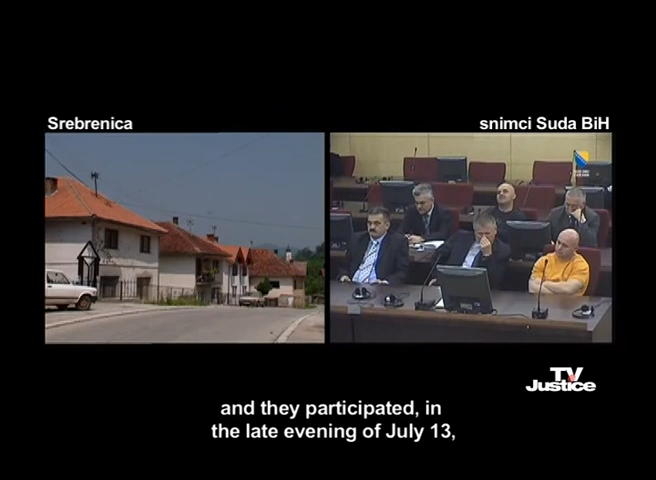 Srebrenica
snimci Suda BiH
TV
Justice
and they participated, in
the late evening of July 13,